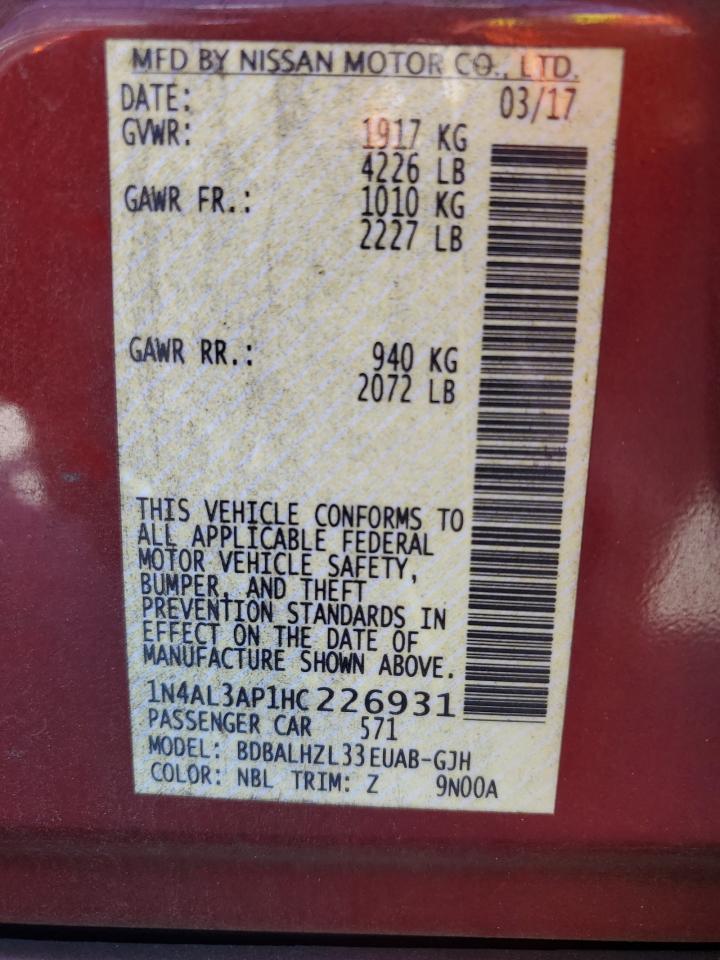 MFD BY NISSAN MOTOR CO., LTD.
DATE: 03/17
GVWR: 1917 KG
4226 LB
GAWR FR.: 1010 KG
2227 LB
GAWR RR.: 940 KG
2072 LB
THIS VEHICLE CONFORMS TO
ALL APPLICABLE FEDERAL
MOTOR VEHICLE SAFETY,
BUMPER, AND THEFT
PREVENTION STANDARDS IN
EFFECT ON THE DATE OF
MANUFACTURE SHOWN ABOVE.
1N4AL3AP1HC226931
PASSENGER CAR 571
MODEL: BDBALHZL33EUAB-GJH
COLOR: NBL TRIM: Z 9N00A